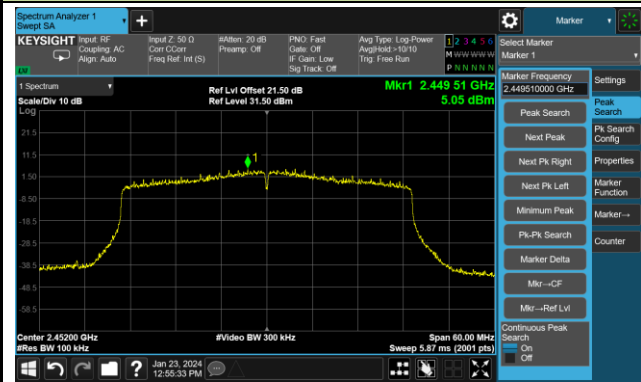 Spectrum Analyzer 1
Swept SA
+
Marker
KEYSIGHT
Input: RF
Coupling: AC
Align: Auto
Input Z: 50 Ω
Corr CCorr
Freq Ref: Int (S)
#Atten: 20 dB
Preamp: Off
PNO: Fast
Gate: Off
IF Gain: Low
Sig Track: Off
Avg Type: Log-Power
Avg|Hold:>10/10
Trig: Free Run
1 2 3 4 5 6
M W W W W W
P N N N N N
Select Marker
Marker 1
1 Spectrum
Ref Lvl Offset 21.50 dB
Mkr1 2.449 51 GHz
Scale/Div 10 dB
Ref Level 31.50 dBm
5.05 dBm
Log
21.5
11.5
1.50
-8.50
-18.5
-28.5
-38.5
-48.5
-58.5
1
Center 2.45200 GHz
#Video BW 300 kHz
Span 60.00 MHz
#Res BW 100 kHz
Sweep 5.87 ms (2001 pts)
Marker Frequency
2.449510000 GHz
Peak Search
Next Peak
Next Pk Right
Next Pk Left
Minimum Peak
Pk-Pk Search
Marker Delta
Mkr→CF
Mkr→Ref Lvl
Continuous Peak
Search
On
Off
Settings
Peak
Search
Pk Search
Config
Properties
Marker
Function
Marker→
Counter
?
Jan 23, 2024
12:55:33 PM